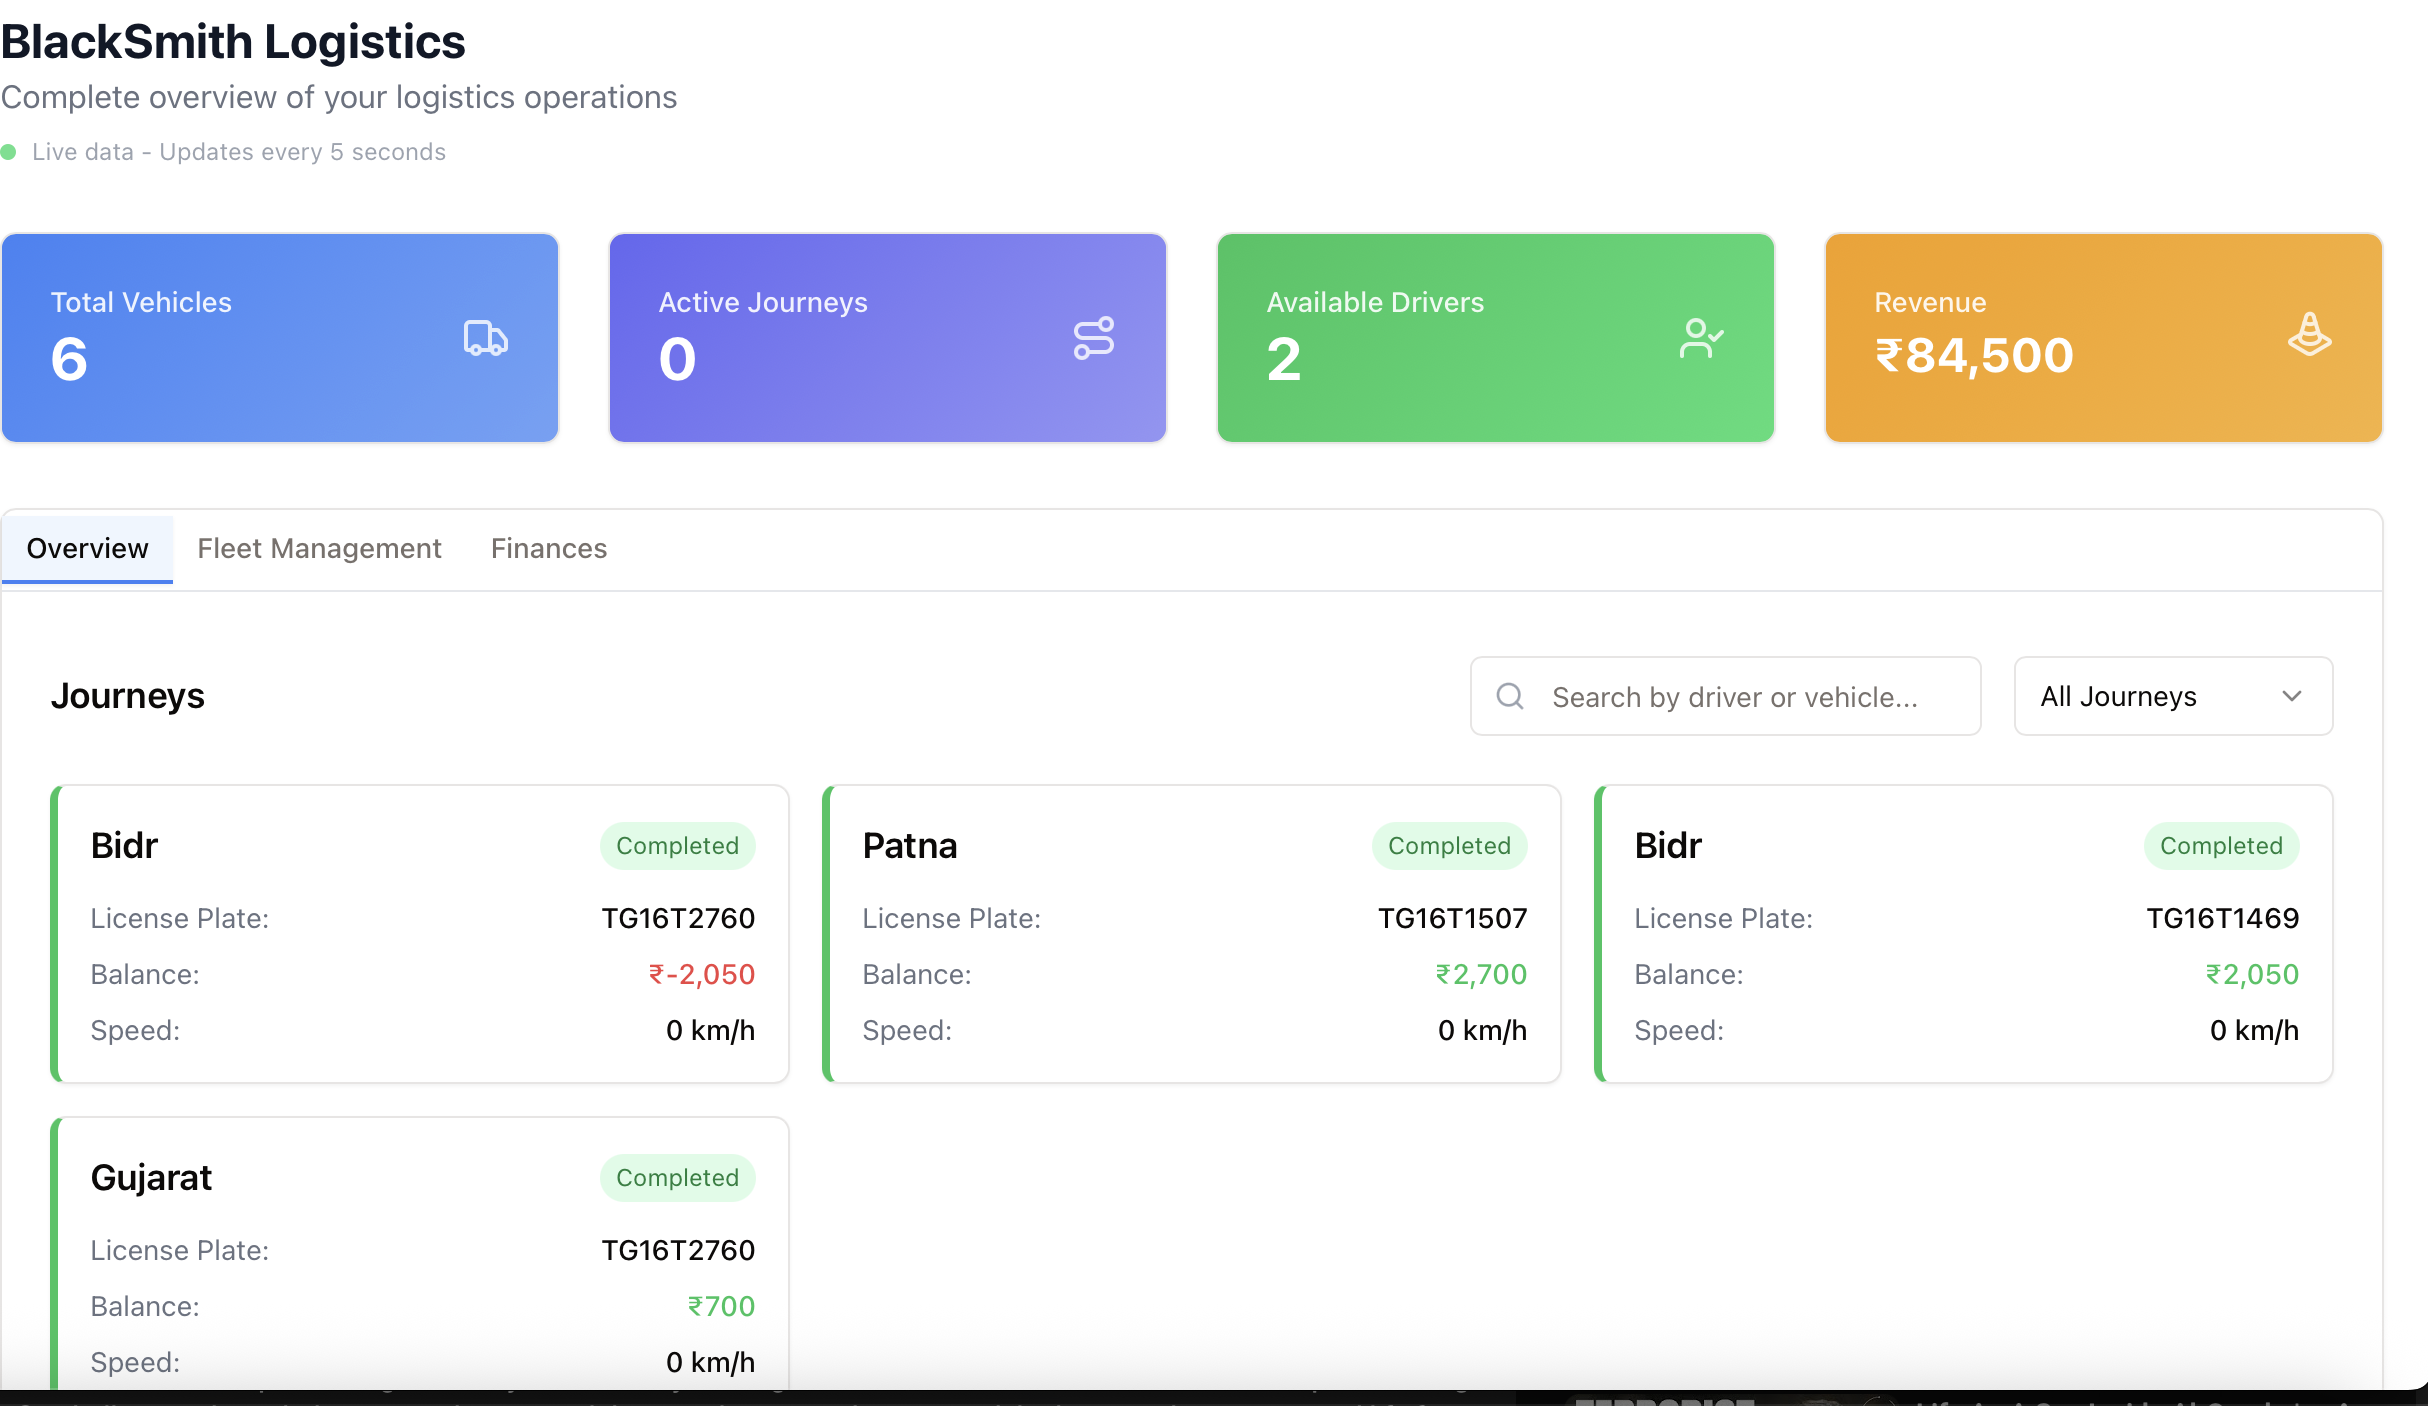 BlackSmith Logistics
Complete overview of your logistics operations
Live data - Updates every 5 seconds
Total Vehicles
6
Active Journeys
0
Available Drivers
2
Revenue
₹84,500
Overview
Fleet Management
Finances
Journeys
Search by driver or vehicle...
All Journeys
Bidr
Completed
License Plate: TG16T2760
Balance: ₹-2,050
Speed: 0 km/h
Patna
Completed
License Plate: TG16T1507
Balance: ₹2,700
Speed: 0 km/h
Bidr
Completed
License Plate: TG16T1469
Balance: ₹2,050
Speed: 0 km/h
Gujarat
Completed
License Plate: TG16T2760
Balance: ₹700
Speed: 0 km/h